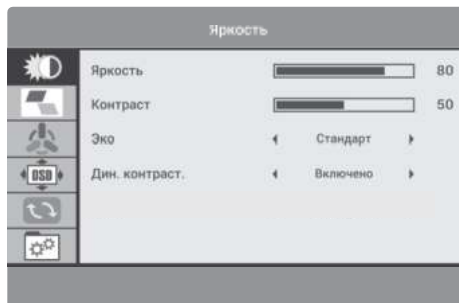 Яркость
Яркость 80
Контраст 50
Эко Стандарт
Дин. контраст. Включено
OSD